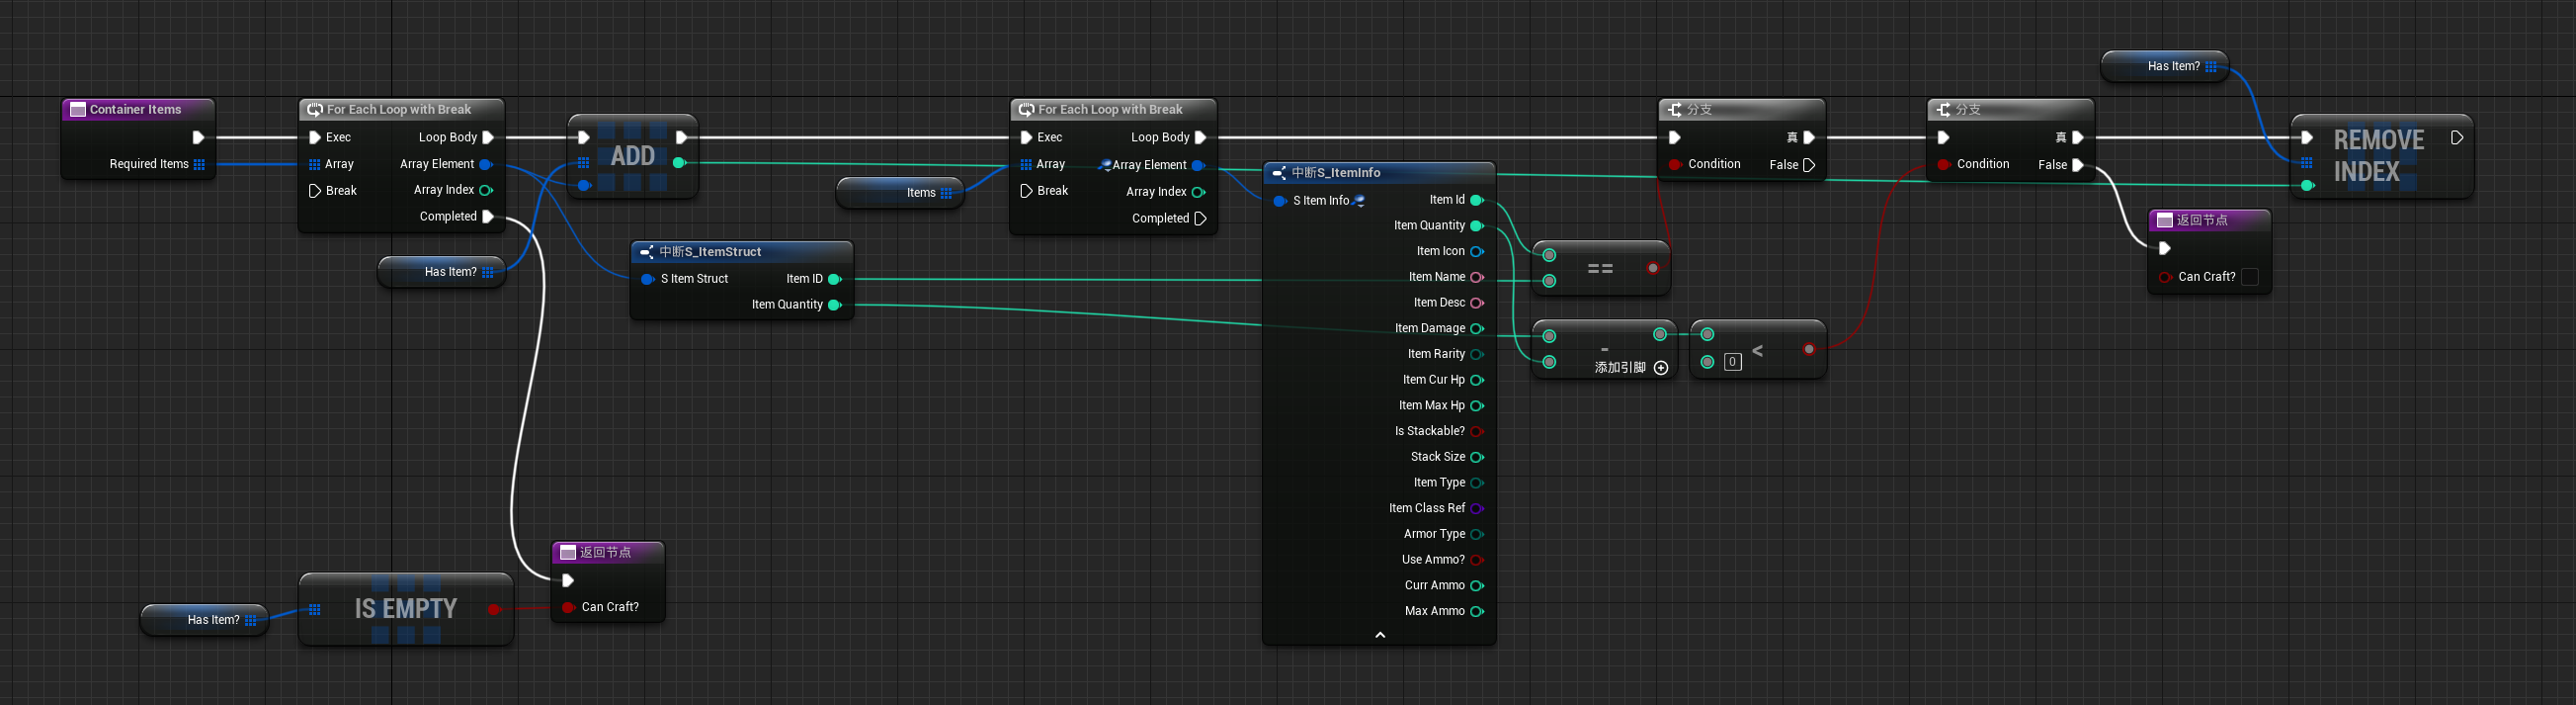 Has Item?
Container Items
Required Items
For Each Loop with Break
Exec
Loop Body
Array
Array Element
Break
Array Index
Completed
Has Item?
ADD
中断S_ItemStruct
S Item Struct
Item ID
Item Quantity
Items
For Each Loop with Break
Exec
Loop Body
Array
Array Element
Break
Array Index
Completed
中断S_ItemInfo
S Item Info
Item Id
Item Quantity
Item Icon
Item Name
Item Desc
Item Damage
Item Rarity
Item Cur Hp
Item Max Hp
Is Stackable?
Stack Size
Item Type
Item Class Ref
Armor Type
Use Ammo?
Curr Ammo
Max Ammo
==
-
添加引脚
0
<
分支
真
Condition
False
分支
真
Condition
False
REMOVE
INDEX
返回节点
Can Craft?
Has Item?
IS EMPTY
返回节点
Can Craft?